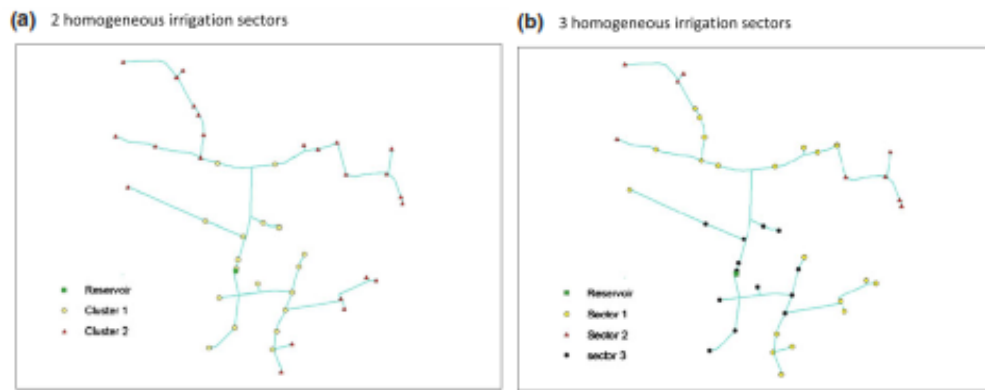 (a) 2 homogeneous irrigation sectors
Reservoir
Cluster 1
Cluster 2
(b) 3 homogeneous irrigation sectors
Reservoir
Sector 1
Sector 2
sector 3